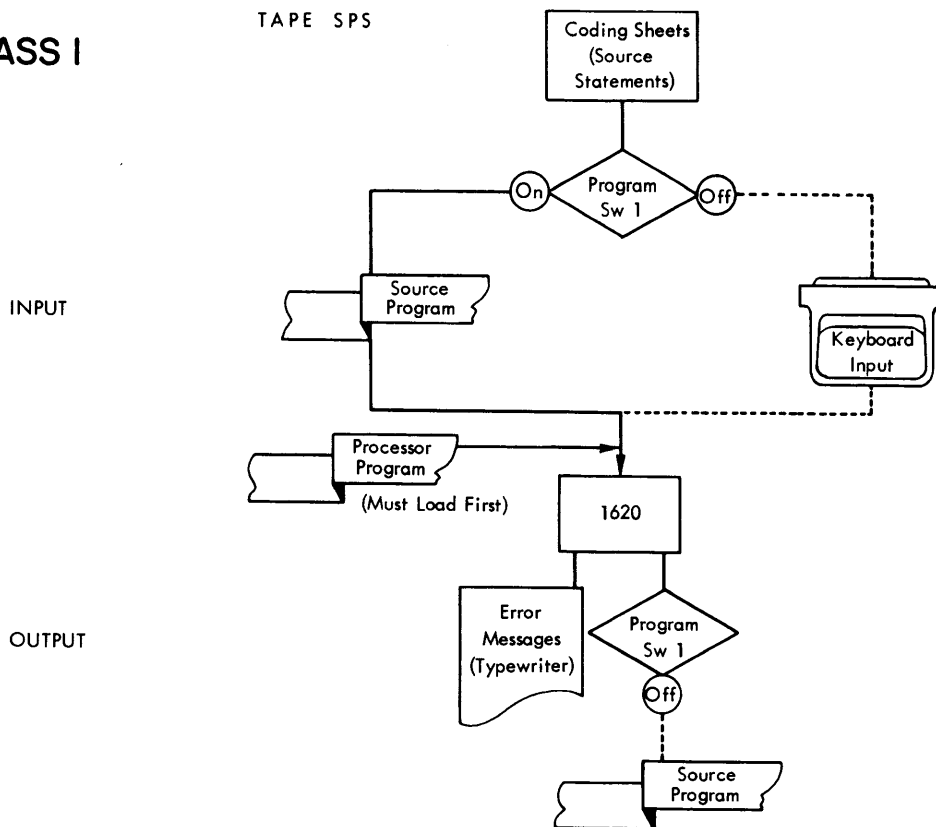 TAPE SPS
ASS I
Coding Sheets
(Source
Statements)
On
Program
Sw 1
Off
INPUT
Source
Program
Keyboard
Input
Processor
Program
(Must Load First)
1620
OUTPUT
Error
Messages
(Typewriter)
Program
Sw 1
Off
Source
Program